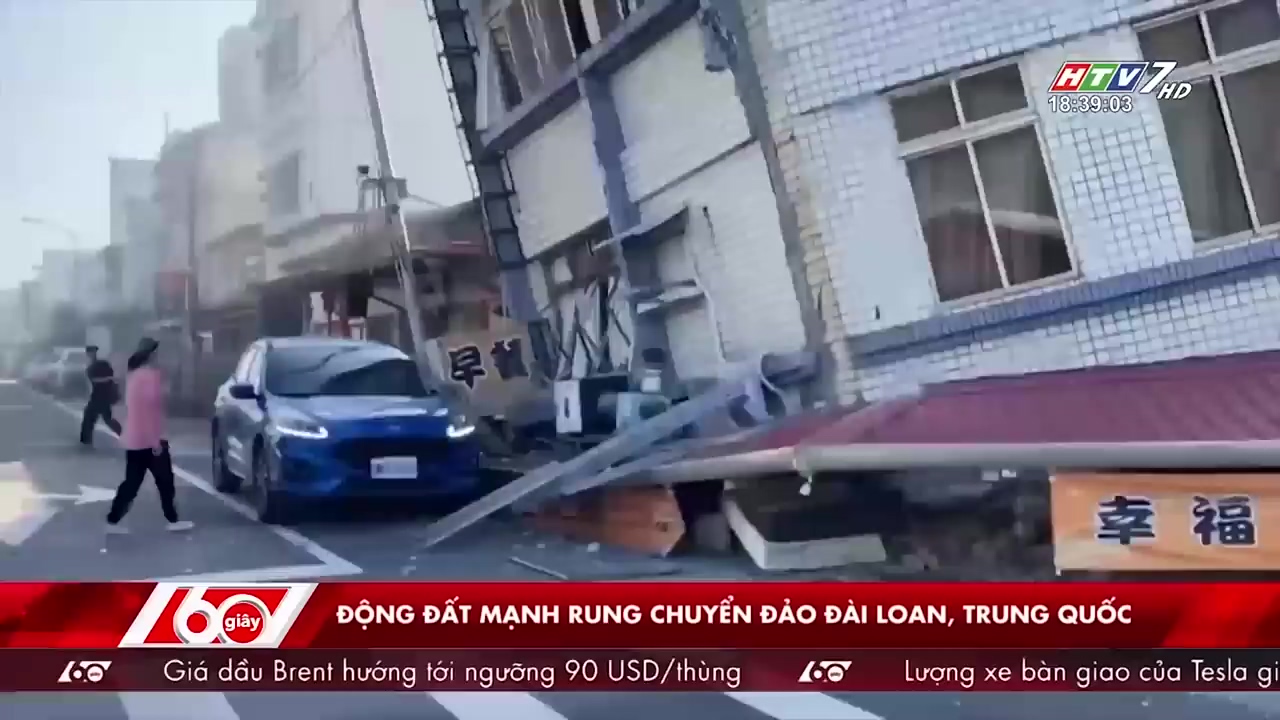 HTV7 HD
18:39:03
早餐
幸福
60 giây
ĐỘNG ĐẤT MẠNH RUNG CHUYỂN ĐẢO ĐÀI LOAN, TRUNG QUỐC
60 Giá dầu Brent hướng tới ngưỡng 90 USD/thùng 60 Lượng xe bàn giao của Tesla gi